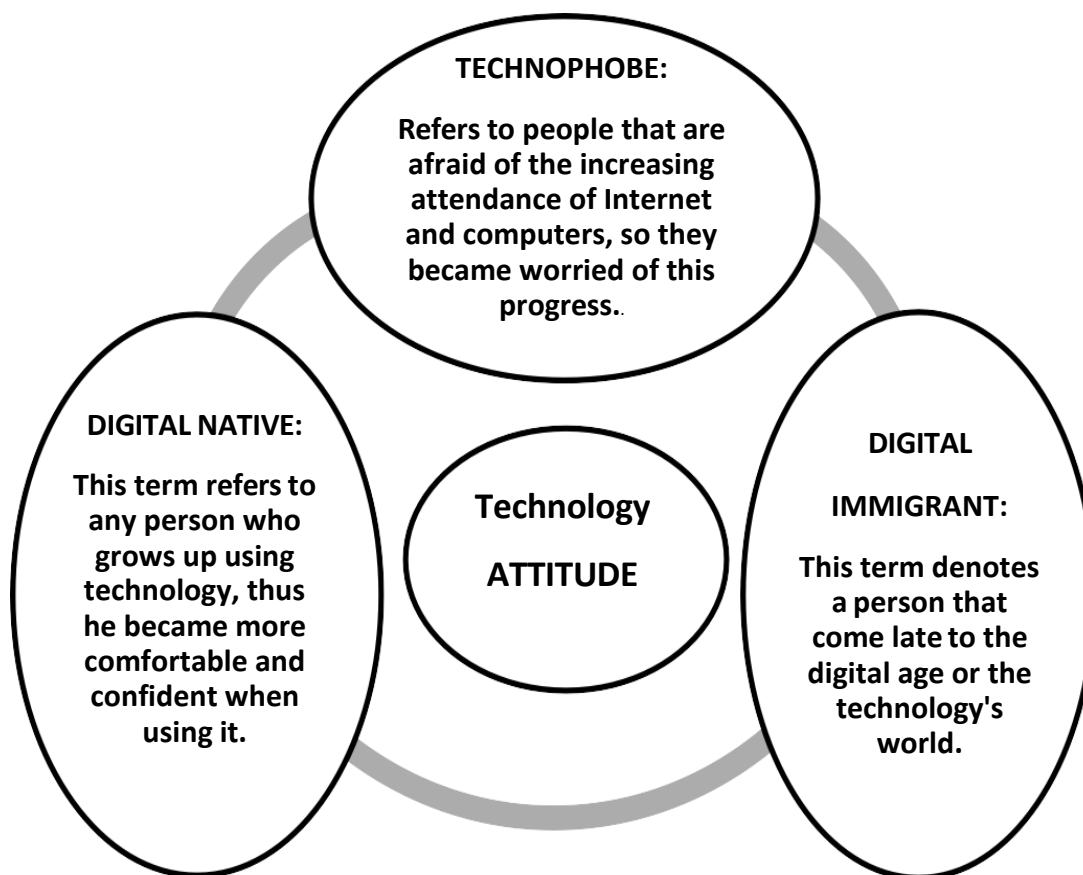 TECHNOPHOBE:
Refers to people that are
afraid of the increasing
attendance of Internet
and computers, so they
became worried of this
progress..
DIGITAL NATIVE:
This term refers to
any person who
grows up using
technology, thus
he became more
comfortable and
confident when
using it.
Technology
ATTITUDE
DIGITAL
IMMIGRANT:
This term denotes
a person that
come late to the
digital age or the
technology's
world.